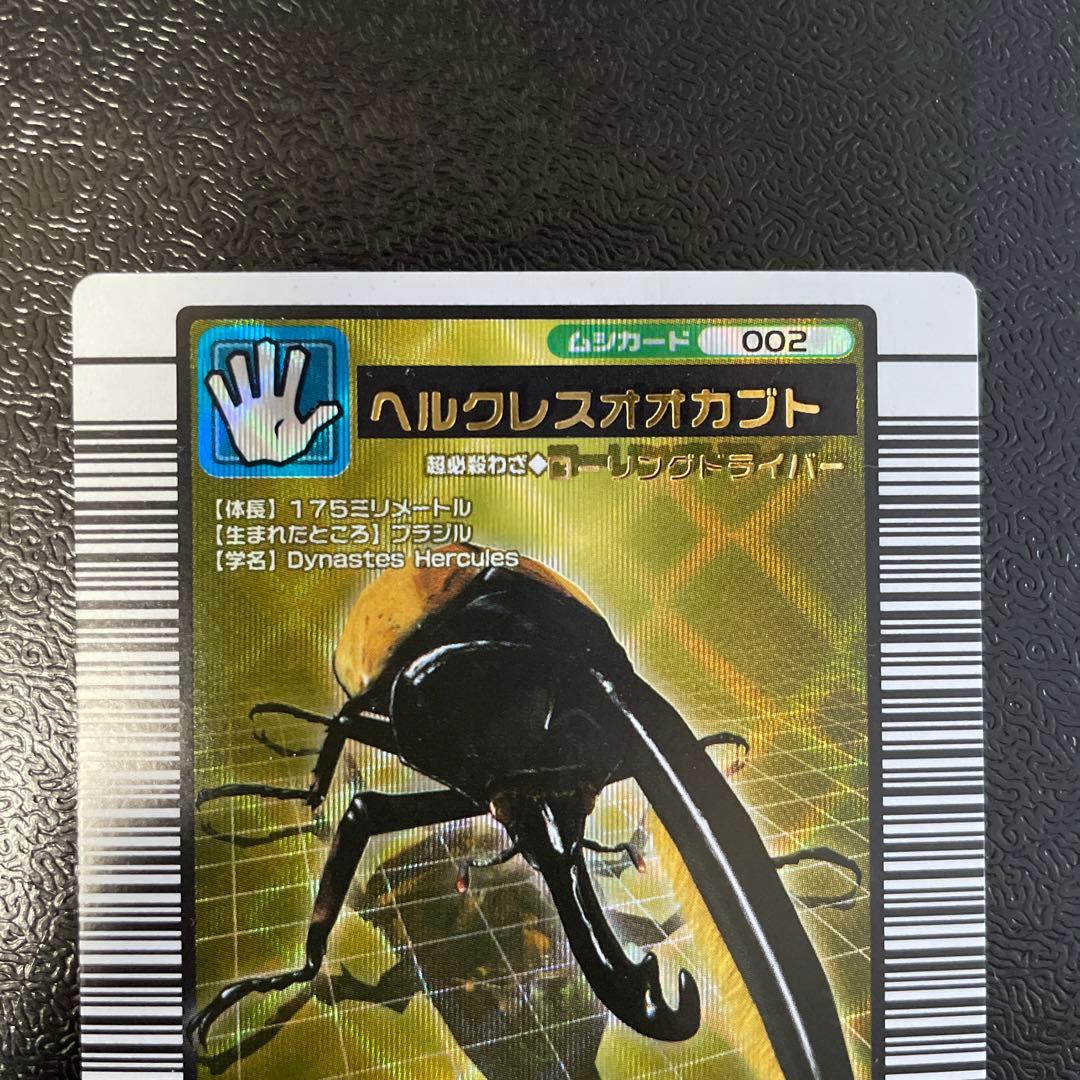 ムシカード 002
ヘルクレスオオカブト
超必殺わざ◆ローリングドライバー
【体長】175ミリメートル
【生まれたところ】ブラジル
【学名】Dynastes Hercules